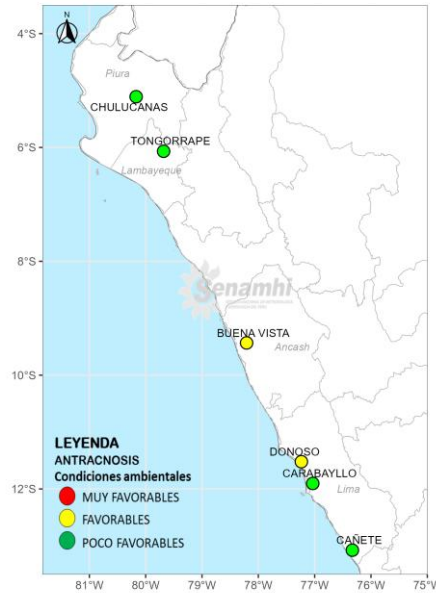 N
4°S
Piura
CHULUCANAS
TONGORRAPE
6°S
Lambayeque
8°S
Senamhi
BUENA VISTA
Ancash
10°S
LEYENDA
ANTRACNOSIS
Condiciones ambientales
MUY FAVORABLES
FAVORABLES
POCO FAVORABLES
DONOSO
CARABAYLLO
12°S
Lima
CAÑETE
81°W 80°W 79°W 78°W 77°W 76°W 75°W